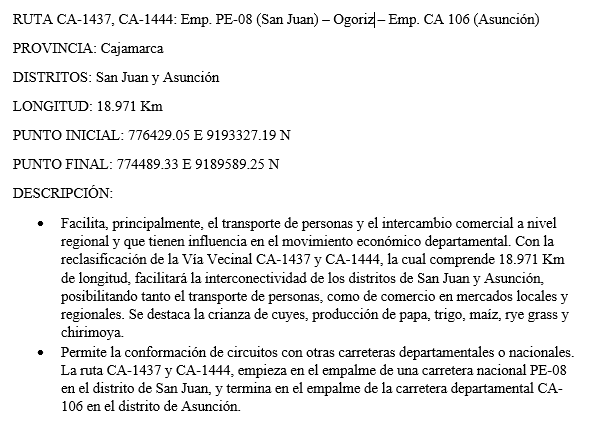 RUTA CA-1437, CA-1444: Emp. PE-08 (San Juan) – Ogoriz – Emp. CA 106 (Asunción)
PROVINCIA: Cajamarca
DISTRITOS: San Juan y Asunción
LONGITUD: 18.971 Km
PUNTO INICIAL: 776429.05 E 9193327.19 N
PUNTO FINAL: 774489.33 E 9189589.25 N
DESCRIPCIÓN:
• Facilita, principalmente, el transporte de personas y el intercambio comercial a nivel
regional y que tienen influencia en el movimiento económico departamental. Con la
reclasificación de la Vía Vecinal CA-1437 y CA-1444, la cual comprende 18.971 Km
de longitud, facilitará la interconectividad de los distritos de San Juan y Asunción,
posibilitando tanto el transporte de personas, como de comercio en mercados locales y
regionales. Se destaca la crianza de cuyes, producción de papa, trigo, maíz, rye grass y
chirimoya.
• Permite la conformación de circuitos con otras carreteras departamentales o nacionales.
La ruta CA-1437 y CA-1444, empieza en el empalme de una carretera nacional PE-08
en el distrito de San Juan, y termina en el empalme de la carretera departamental CA-
106 en el distrito de Asunción.